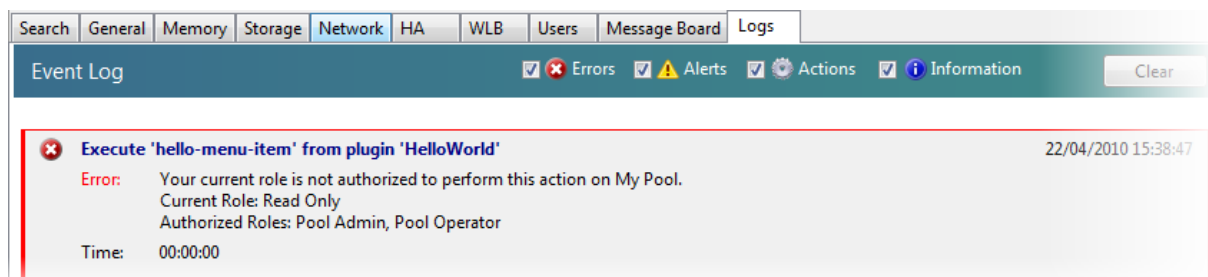 Search General Memory Storage Network HA WLB Users Message Board Logs
Event Log Errors Alerts Actions Information Clear
Execute 'hello-menu-item' from plugin 'HelloWorld' 22/04/2010 15:38:47
Error: Your current role is not authorized to perform this action on My Pool.
Current Role: Read Only
Authorized Roles: Pool Admin, Pool Operator
Time: 00:00:00